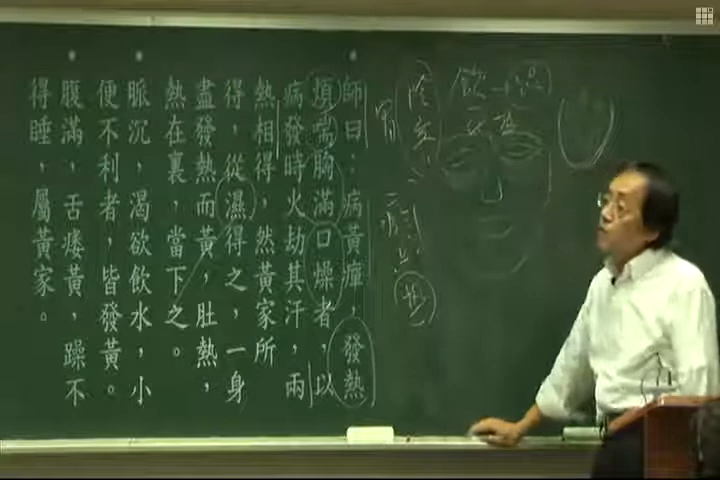 師曰：病黃癉，發熱
煩喘胸滿口燥者，以
病發時火劫其汗，兩
熱相得，然黃家所
得，從濕得之，一身
盡發熱而黃，肚熱，
熱在裏，當下之。
脈沉，渴欲飲水，小
便不利者，皆發黃。
腹滿，舌痿黃，躁不
得睡，屬黃家。